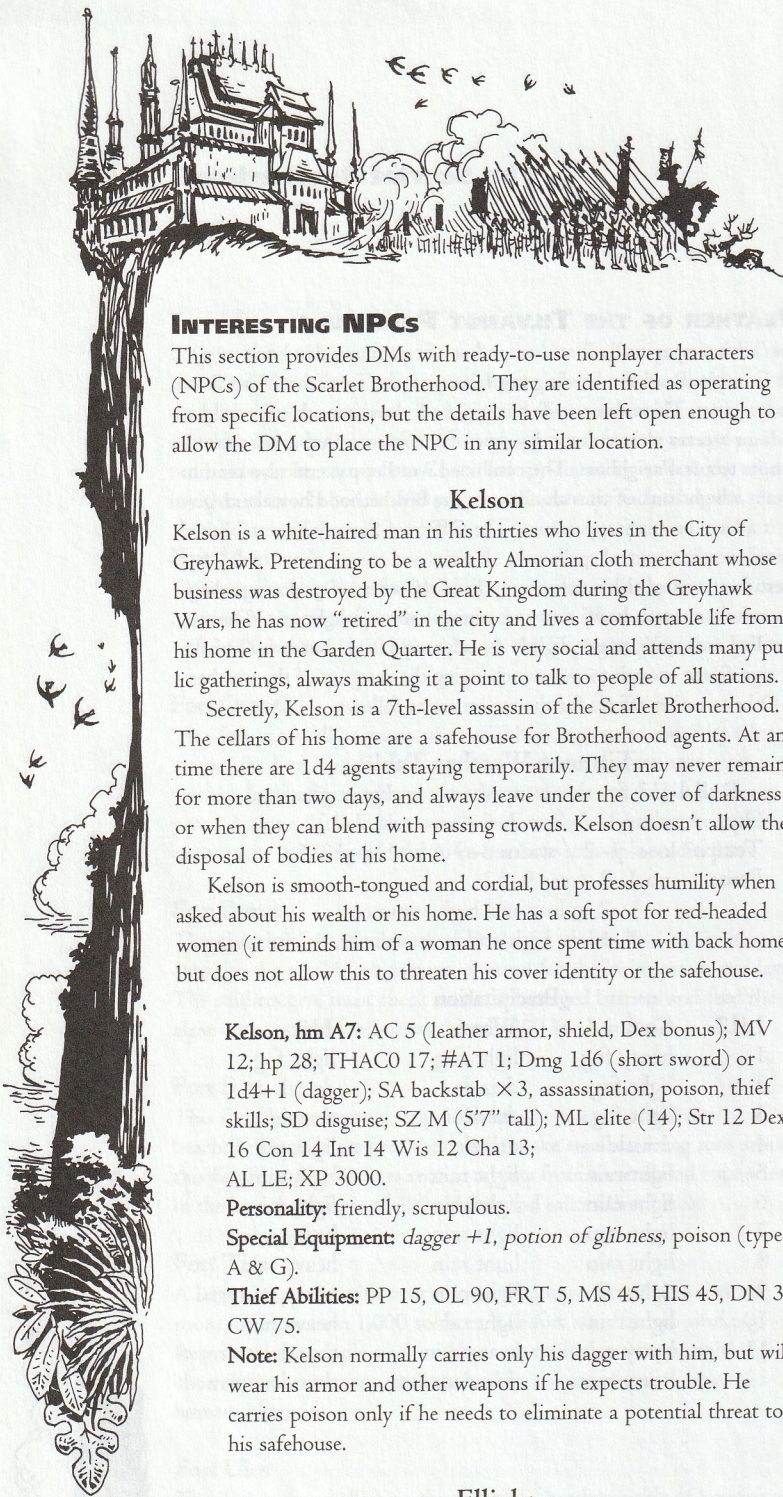 INTERESTING NPCS
This section provides DMs with ready-to-use nonplayer characters
(NPCs) of the Scarlet Brotherhood. They are identified as operating
from specific locations, but the details have been left open enough to
allow the DM to place the NPC in any similar location.
Kelson
Kelson is a white-haired man in his thirties who lives in the City of
Greyhawk. Pretending to be a wealthy Almorian cloth merchant whose
business was destroyed by the Great Kingdom during the Greyhawk
Wars, he has now “retired” in the city and lives a comfortable life from
his home in the Garden Quarter. He is very social and attends many pu
lic gatherings, always making it a point to talk to people of all stations.
Secretly, Kelson is a 7th-level assassin of the Scarlet Brotherhood.
The cellars of his home are a safehouse for Brotherhood agents. At an
time there are 1d4 agents staying temporarily. They may never remain
for more than two days, and always leave under the cover of darkness
or when they can blend with passing crowds. Kelson doesn't allow the
disposal of bodies at his home.
Kelson is smooth-tongued and cordial, but professes humility when
asked about his wealth or his home. He has a soft spot for red-headed
women (it reminds him of a woman he once spent time with back home
but does not allow this to threaten his cover identity or the safehouse.
Kelson, hm A7: AC 5 (leather armor, shield, Dex bonus); MV
12; hp 28; THAC0 17; #AT 1; Dmg 1d6 (short sword) or
1d4+1 (dagger); SA backstab ×3, assassination, poison, thief
skills; SD disguise; SZ M (5'7" tall); ML elite (14); Str 12 Dex
16 Con 14 Int 14 Wis 12 Cha 13;
AL LE; XP 3000.
Personality: friendly, scrupulous.
Special Equipment: dagger +1, potion of glibness, poison (type
A & G).
Thief Abilities: PP 15, OL 90, FRT 5, MS 45, HIS 45, DN 3
CW 75.
Note: Kelson normally carries only his dagger with him, but wil
wear his armor and other weapons if he expects trouble. He
carries poison only if he needs to eliminate a potential threat to
his safehouse.